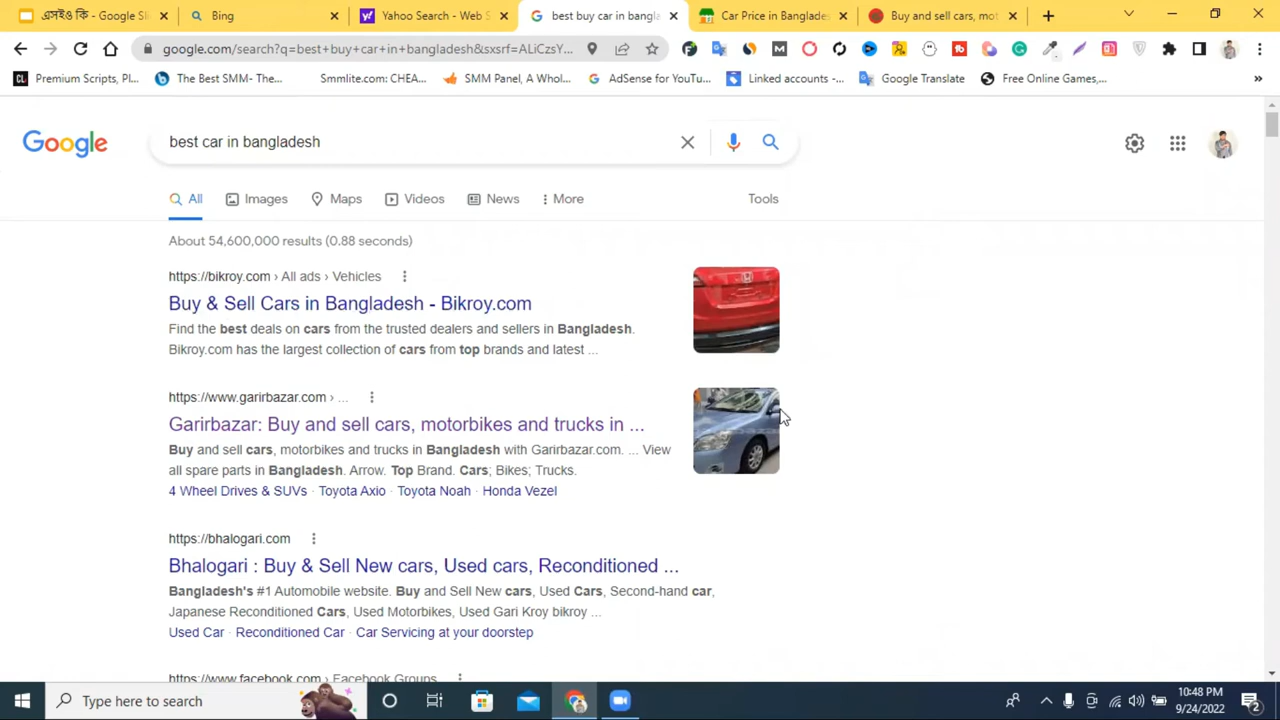 এসইও কি - Google Sli
Bing
Yahoo Search - Web S
best buy car in bangla
Car Price in Banglades
Buy and sell cars, mot
google.com/search?q=best+buy+car+in+bangladesh&sxsrf=ALiCzsY...
Premium Scripts, Pl...
The Best SMM- The...
Smmlite.com: CHEA...
SMM Panel, A Whol...
AdSense for YouTu...
Linked accounts -...
Google Translate
Free Online Games,...
Google
best car in bangladesh
All
Images
Maps
Videos
News
More
Tools
About 54,600,000 results (0.88 seconds)
https://bikroy.com › All ads › Vehicles
Buy & Sell Cars in Bangladesh - Bikroy.com
Find the best deals on cars from the trusted dealers and sellers in Bangladesh.
Bikroy.com has the largest collection of cars from top brands and latest ...
https://www.garirbazar.com › ...
Garirbazar: Buy and sell cars, motorbikes and trucks in ...
Buy and sell cars, motorbikes and trucks in Bangladesh with Garirbazar.com. ... View
all spare parts in Bangladesh. Arrow. Top Brand. Cars; Bikes; Trucks.
4 Wheel Drives & SUVs · Toyota Axio · Toyota Noah · Honda Vezel
https://bhalogari.com
Bhalogari : Buy & Sell New cars, Used cars, Reconditioned ...
Bangladesh's #1 Automobile website. Buy and Sell New cars, Used Cars, Second-hand car,
Japanese Reconditioned Cars, Used Motorbikes, Used Gari Kroy bikroy ...
Used Car · Reconditioned Car · Car Servicing at your doorstep
https://www.facebook.com › Facebook Groups
Type here to search
10:48 PM
9/24/2022
2